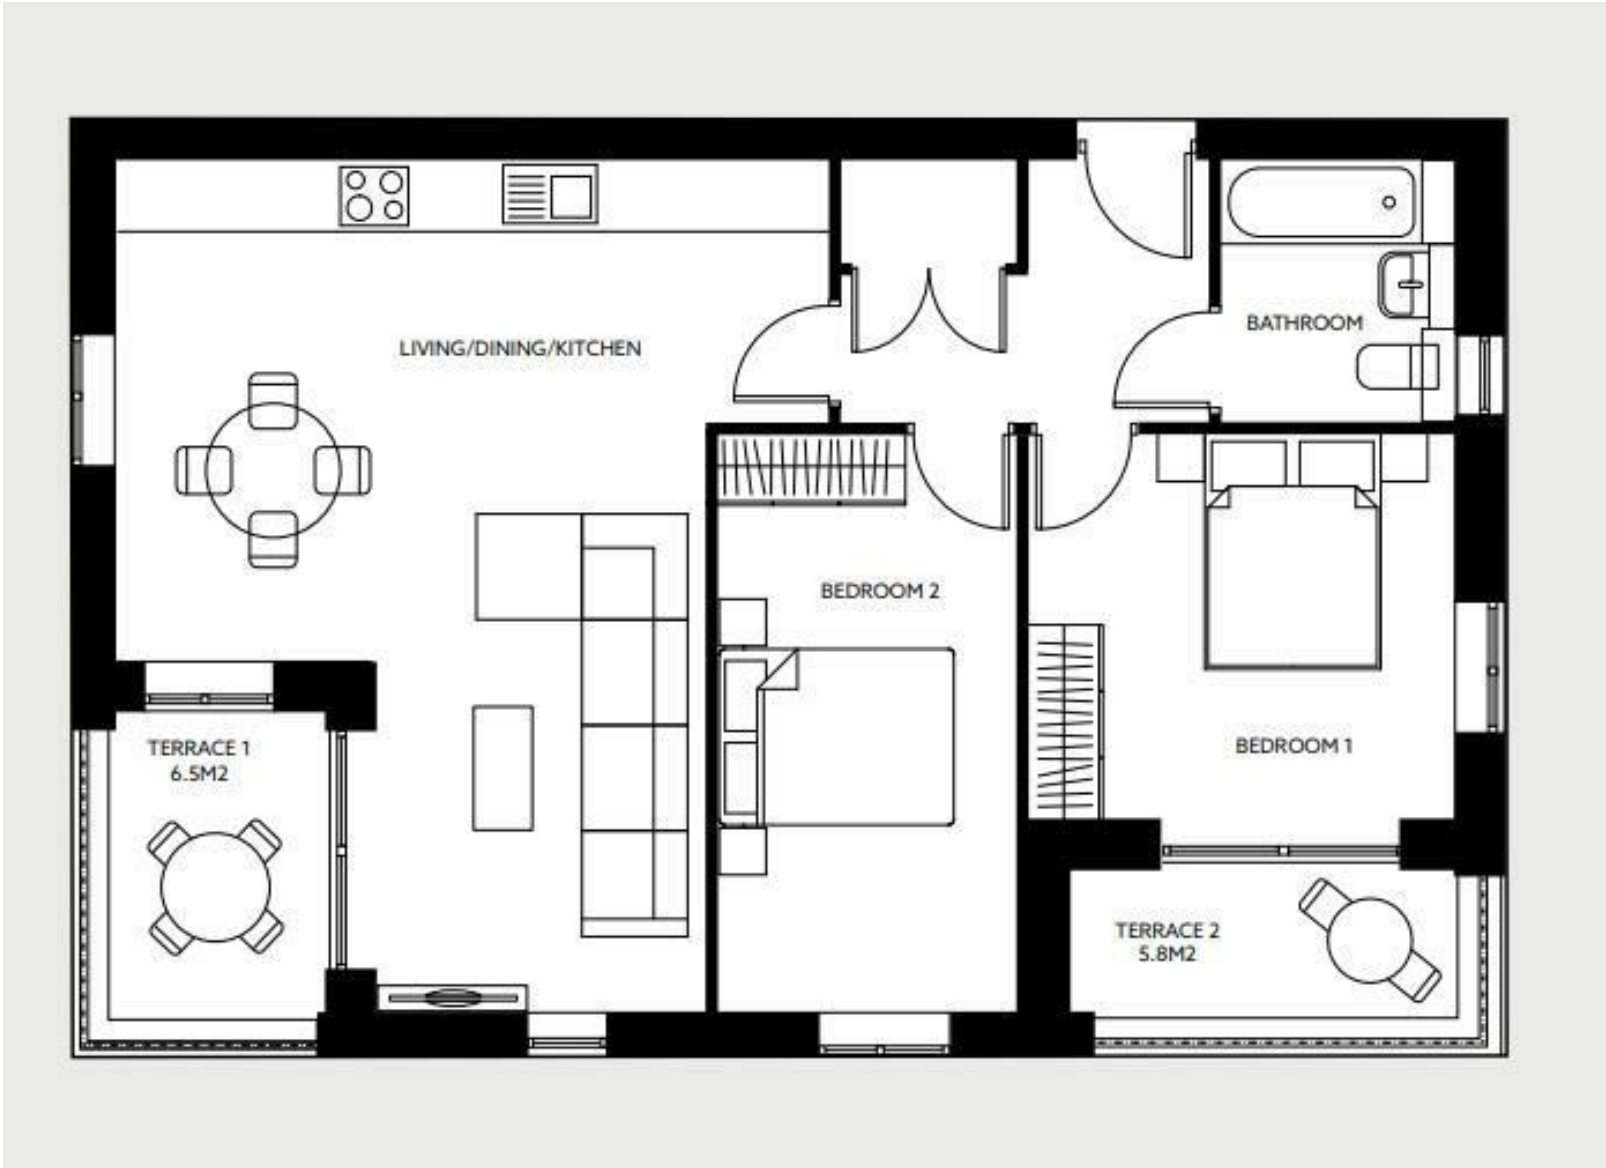 LIVING/DINING/KITCHEN
BATHROOM
BEDROOM 2
BEDROOM 1
TERRACE 1
6.5M2
TERRACE 2
5.8M2